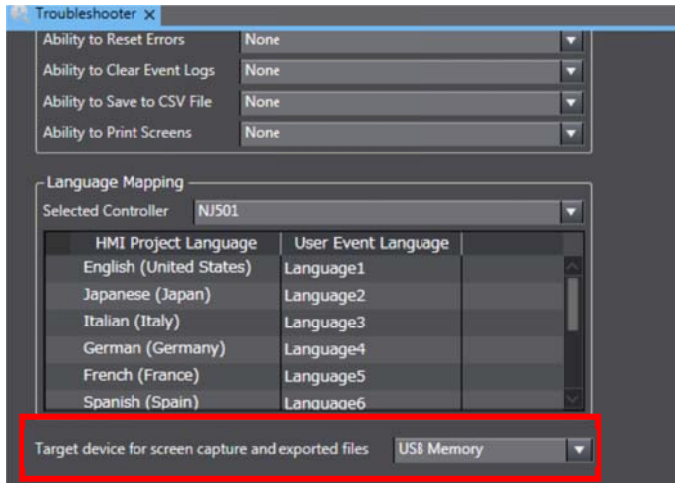 Troubleshooter X
Ability to Reset Errors None
Ability to Clear Event Logs None
Ability to Save to CSV File None
Ability to Print Screens None
Language Mapping
Selected Controller NJ501
HMI Project Language User Event Language
English (United States) Language1
Japanese (Japan) Language2
Italian (Italy) Language3
German (Germany) Language4
French (France) Language5
Spanish (Spain) Language6
Target device for screen capture and exported files USB Memory